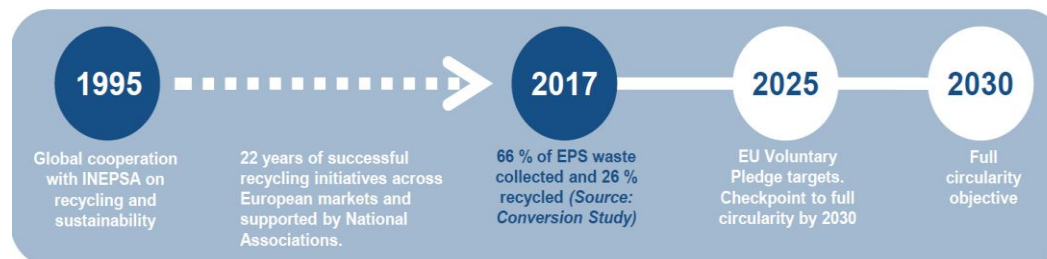 1995
2017
2025
2030
Global cooperation
with INEPSA on
recycling and
sustainability
22 years of successful
recycling initiatives across
European markets and
supported by National
Associations.
66 % of EPS waste
collected and 26 %
recycled (Source:
Conversion Study)
EU Voluntary
Pledge targets.
Checkpoint to full
circularity by 2030
Full
circularity
objective